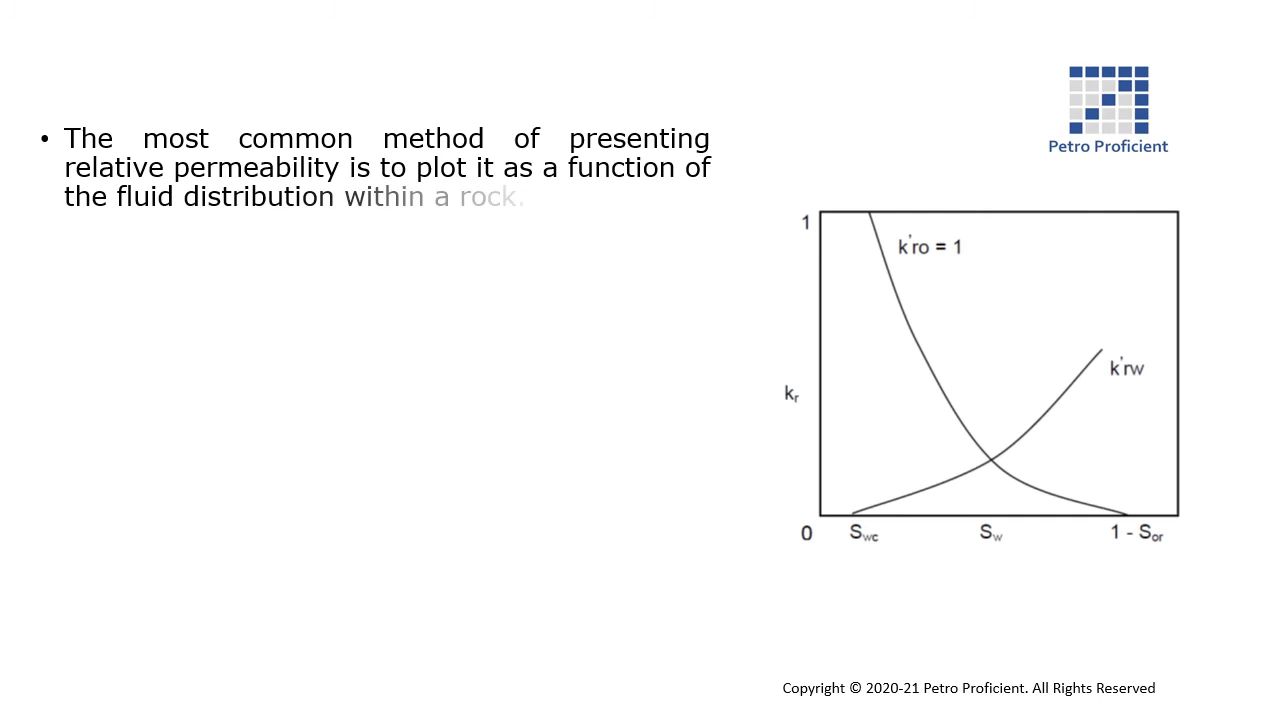 • The most common method of presenting
relative permeability is to plot it as a function of
the fluid distribution within a rock.
Petro Proficient
1
k'ro = 1
k'rw
kr
0
Swc
Sw
1 - Sor
Copyright © 2020-21 Petro Proficient. All Rights Reserved